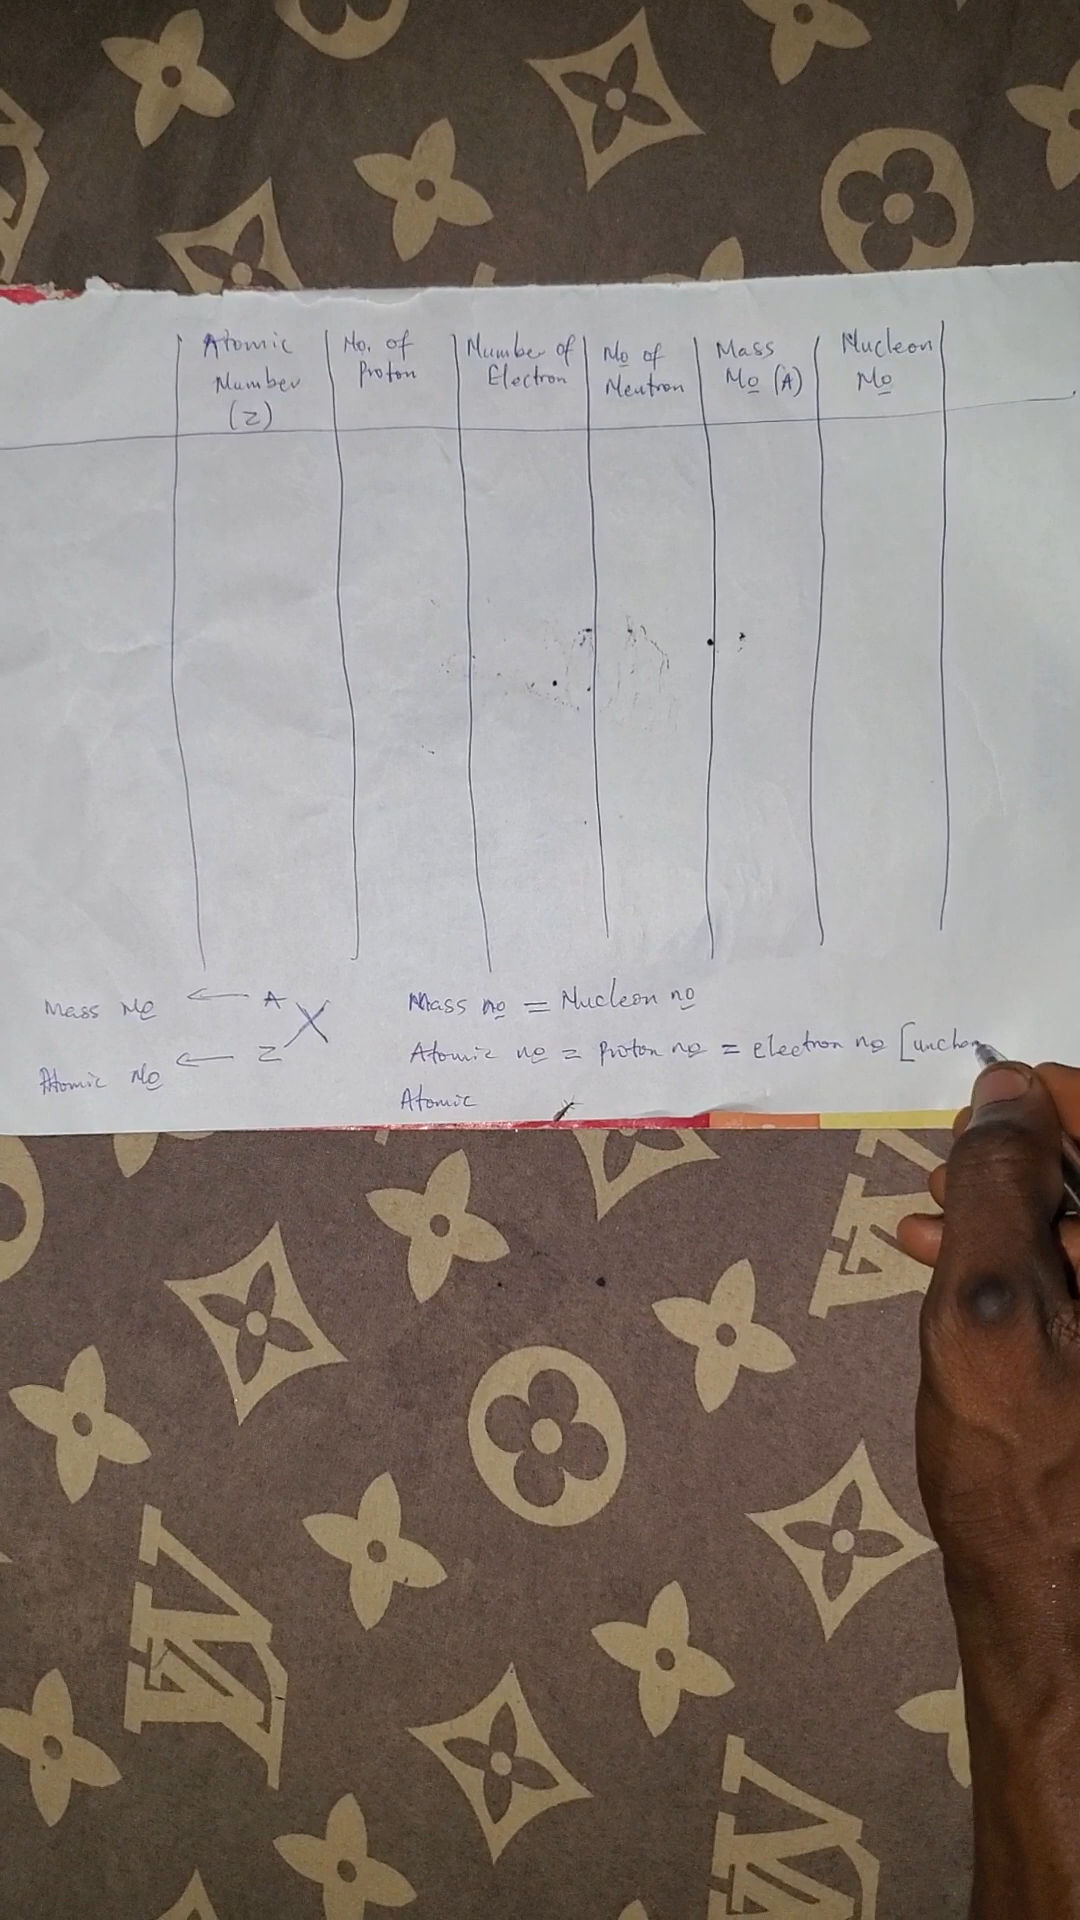 Atomic Number (Z)
No. of Proton
Number of Electron
No of Neutron
Mass No (A)
Nucleon No
Mass No ← A
X
Atomic No ← Z
Mass no = Nucleon no
Atomic no = Proton no = electron no [unchar
Atomic